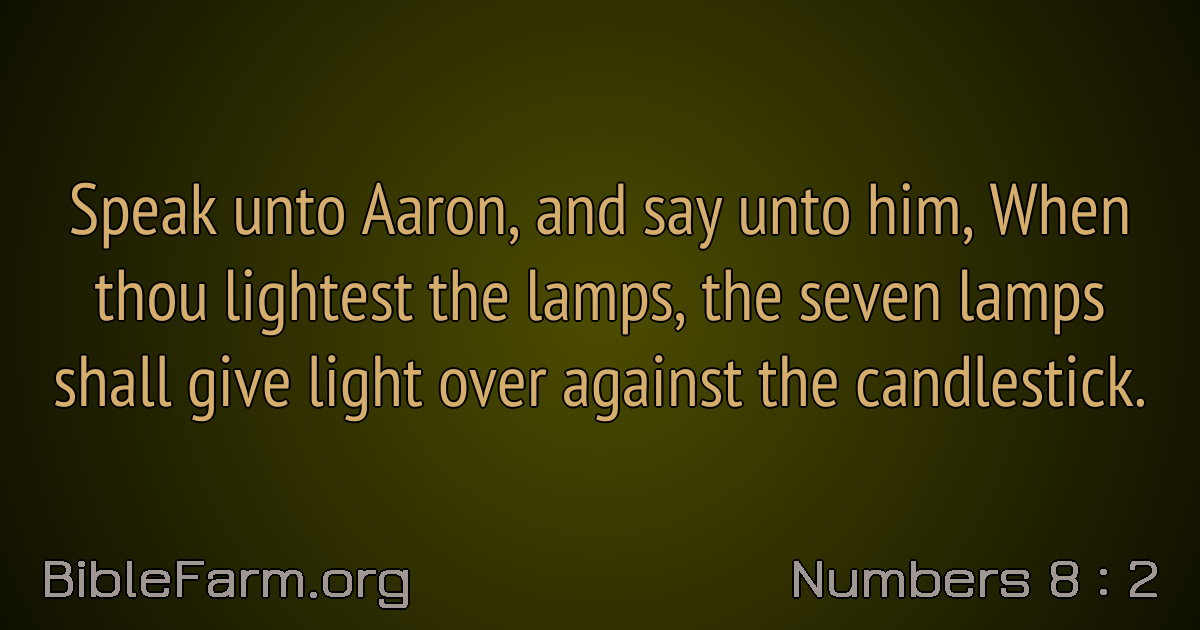 Speak unto Aaron, and say unto him, When
thou lightest the lamps, the seven lamps
shall give light over against the candlestick.
BibleFarm.org
Numbers 8 : 2